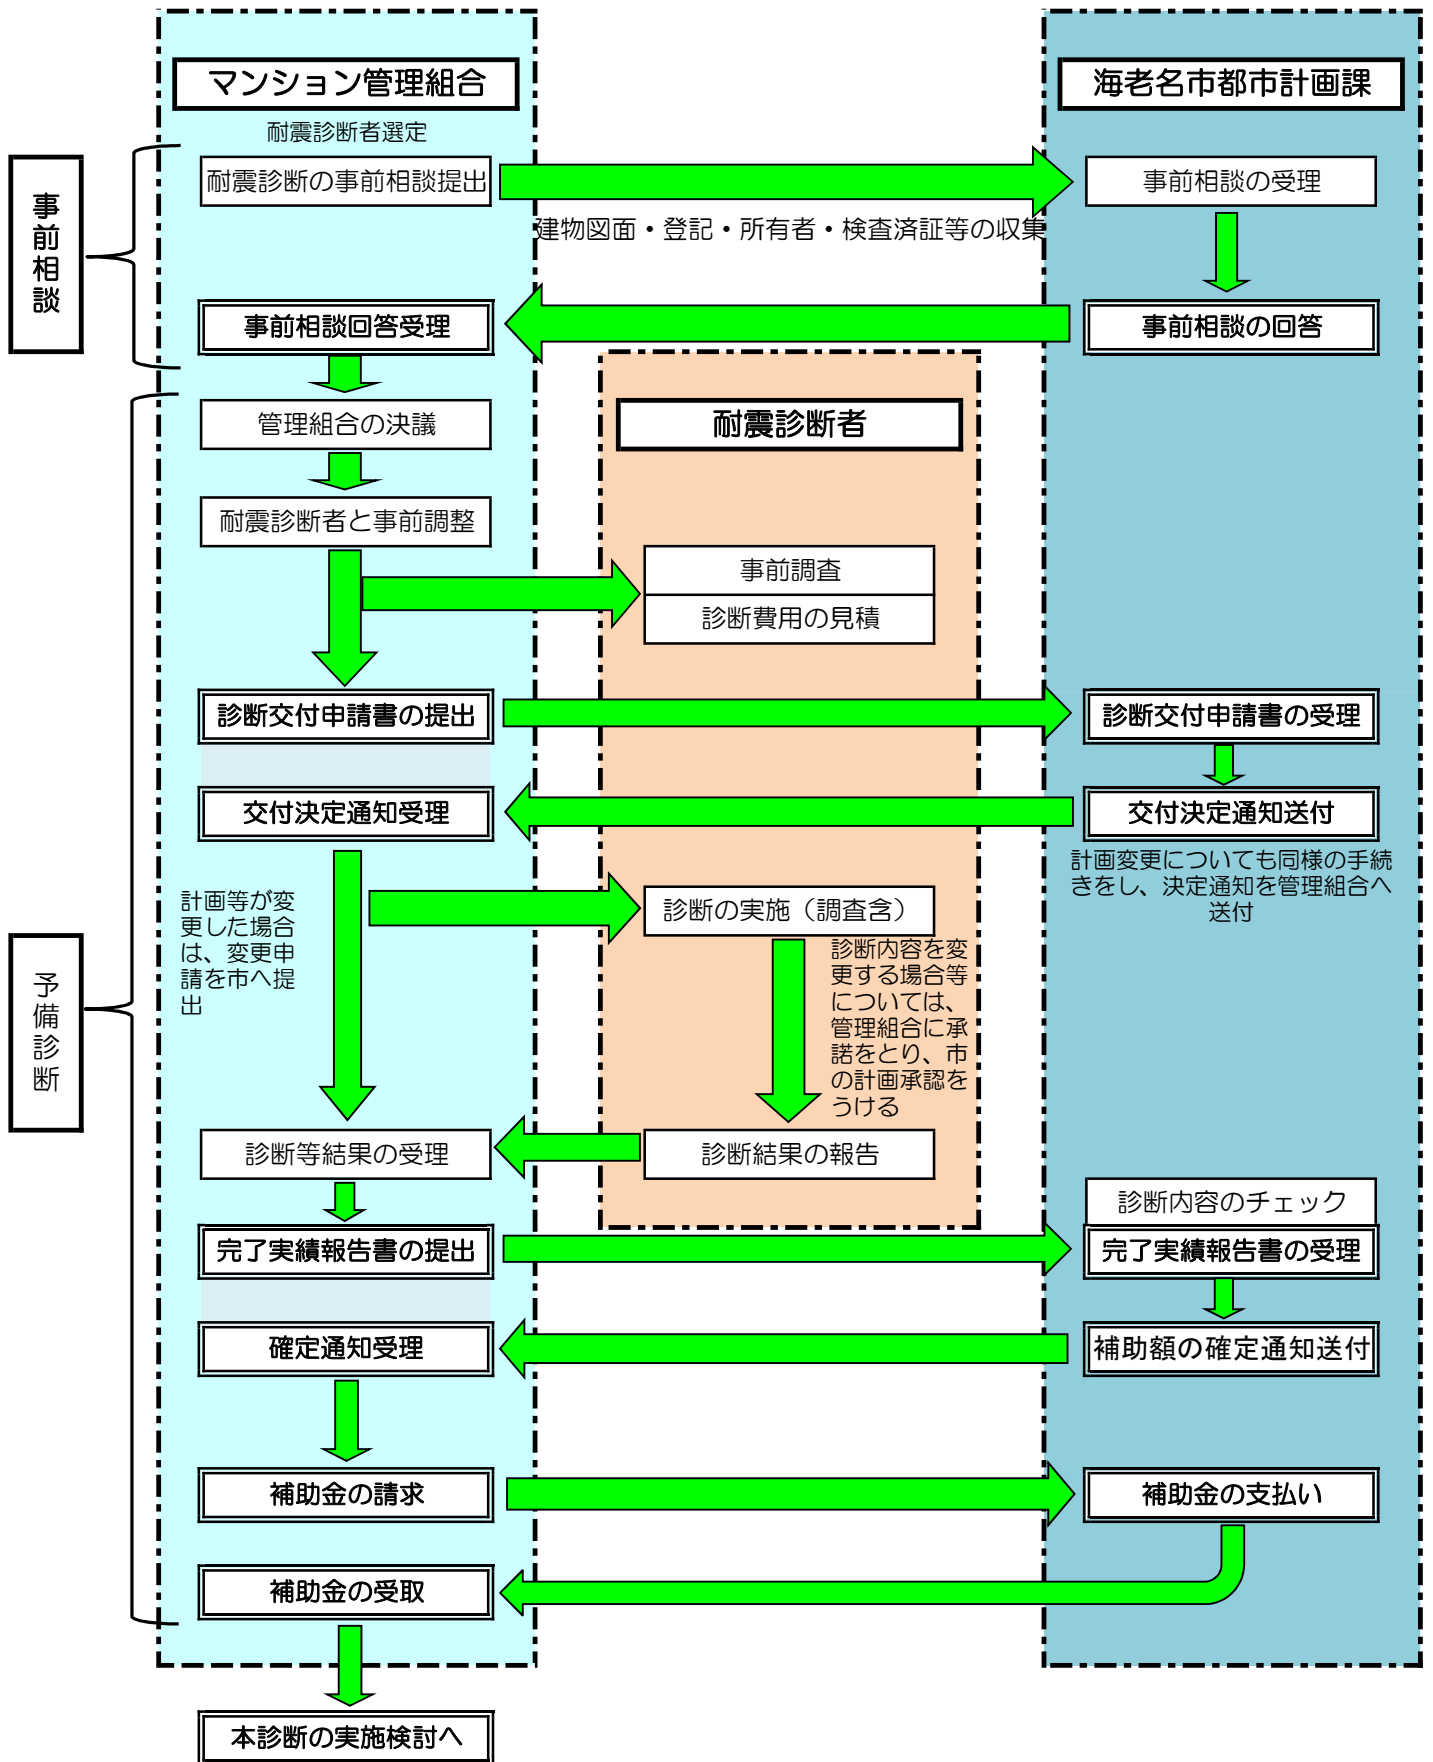 マンション管理組合
海老名市都市計画課
耐震診断者選定
事前相談
耐震診断の事前相談提出
事前相談の受理
建物図面・登記・所有者・検査済証等の収集
事前相談回答受理
事前相談の回答
管理組合の決議
耐震診断者
耐震診断者と事前調整
事前調査
診断費用の見積
診断交付申請書の提出
診断交付申請書の受理
交付決定通知受理
交付決定通知送付
計画変更についても同様の手続
きをし、決定通知を管理組合へ
送付
計画等が変
更した場合
は、変更申
請を市へ提
出
診断の実施（調査含）
診断内容を変
更する場合等
については、
管理組合に承
諾をとり、市
の計画承認を
うける
予備診断
診断等結果の受理
診断結果の報告
診断内容のチェック
完了実績報告書の提出
完了実績報告書の受理
確定通知受理
補助額の確定通知送付
補助金の請求
補助金の支払い
補助金の受取
本診断の実施検討へ